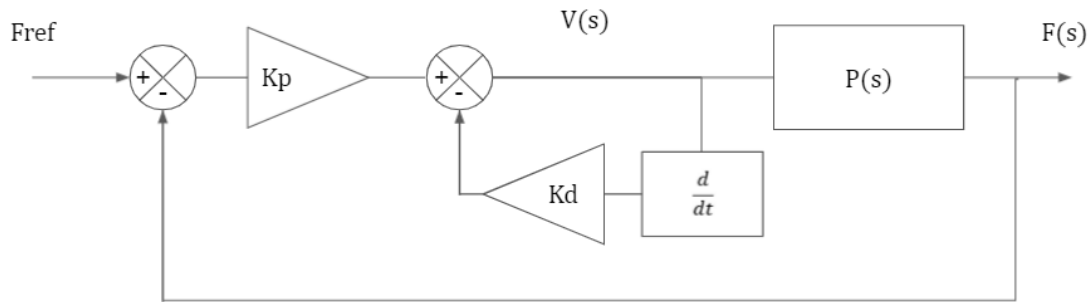 Fref
V(s)
F(s)
+
-
Kp
+
-
P(s)
Kd
d
dt